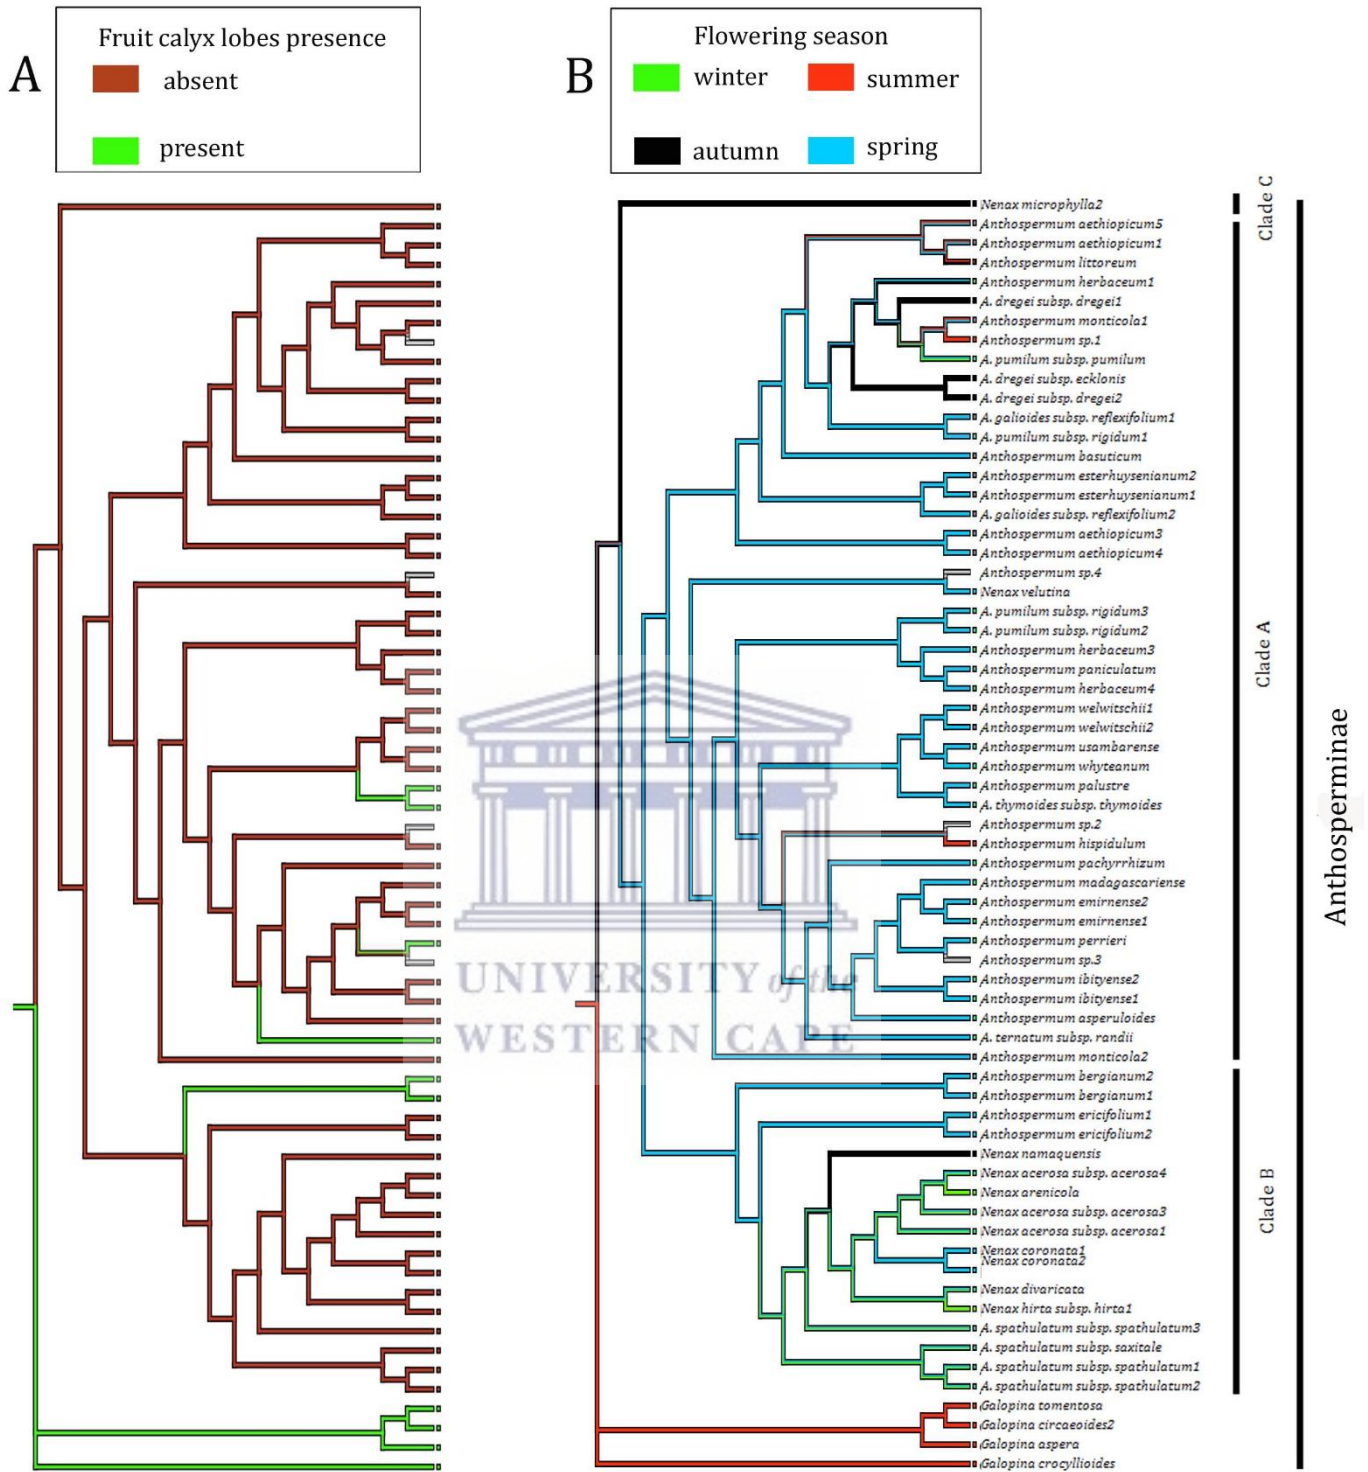 A
Fruit calyx lobes presence
absent
present
B
Flowering season
winter
summer
autumn
spring
Nenax microphylla2
Anthospermum aethiopicum5
Anthospermum aethiopicum1
Anthospermum littoreum
Anthospermum herbaceum1
A. dregei subsp. dregei1
Anthospermum monticola1
Anthospermum sp.1
A. pumilum subsp. pumilum
A. dregei subsp. ecklonis
A. dregei subsp. dregei2
A. galioides subsp. reflexifolium1
A. pumilum subsp. rigidum1
Anthospermum basuticum
Anthospermum esterhuysenianum2
Anthospermum esterhuysenianum1
A. galioides subsp. reflexifolium2
Anthospermum aethiopicum3
Anthospermum aethiopicum4
Anthospermum sp.4
Nenax velutina
A. pumilum subsp. rigidum3
A. pumilum subsp. rigidum2
Anthospermum herbaceum3
Anthospermum paniculatum
Anthospermum herbaceum4
Anthospermum welwitschii1
Anthospermum welwitschii2
Anthospermum usambarense
Anthospermum whyteanum
Anthospermum palustre
A. thymoides subsp. thymoides
Anthospermum sp.2
Anthospermum hispidulum
Anthospermum pachyrrhizum
Anthospermum madagascariense
Anthospermum emirnense2
Anthospermum emirnense1
Anthospermum perrieri
Anthospermum sp.3
Anthospermum ibityense2
Anthospermum ibityense1
Anthospermum asperuloides
A. ternatum subsp. randii
Anthospermum monticola2
Anthospermum bergianum2
Anthospermum bergianum1
Anthospermum ericifolium1
Anthospermum ericifolium2
Nenax namaquensis
Nenax acerosa subsp. acerosa4
Nenax arenicola
Nenax acerosa subsp. acerosa3
Nenax acerosa subsp. acerosa1
Nenax coronata1
Nenax coronata2
Nenax divaricata
Nenax hirta subsp. hirta1
A. spathulatum subsp. spathulatum3
A. spathulatum subsp. saxitale
A. spathulatum subsp. spathulatum1
A. spathulatum subsp. spathulatum2
Galopina tomentosa
Galopina circaeoides2
Galopina aspera
Galopina crocyllioides
Clade C
Clade A
Clade B
Anthosperminae
UNIVERSITY of the
WESTERN CAPE